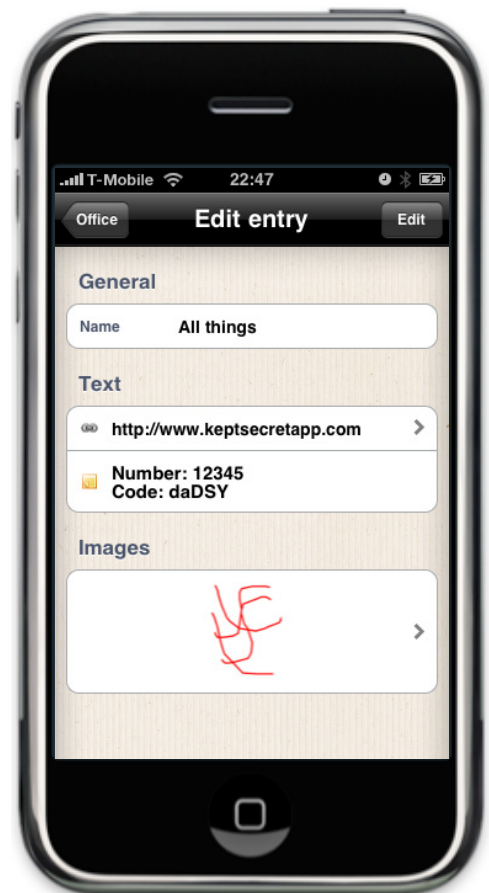 T-Mobile 22:47
Office Edit entry Edit
General
Name All things
Text
http://www.keptsecretapp.com
Number: 12345
Code: daDSY
Images